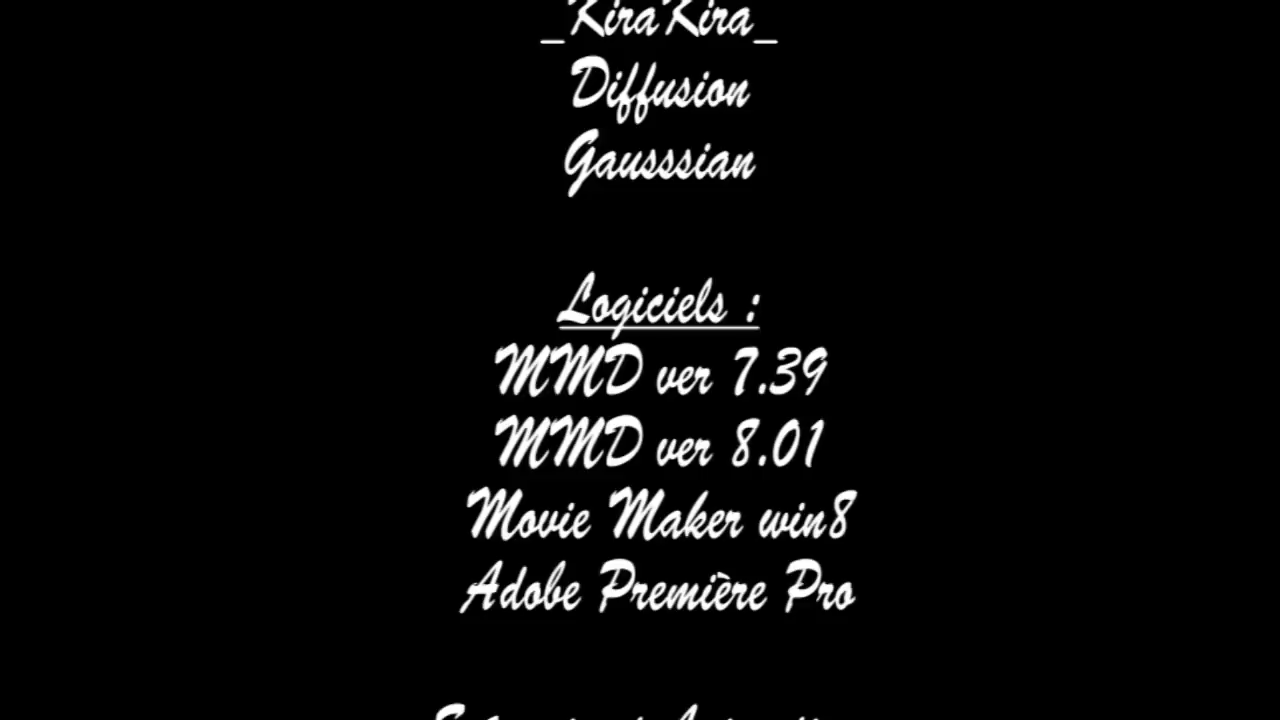 _KiraKira_
Diffusion
Gausssian
Logiciels :
MMD ver 7.39
MMD ver 8.01
Movie Maker win8
Adobe Première Pro